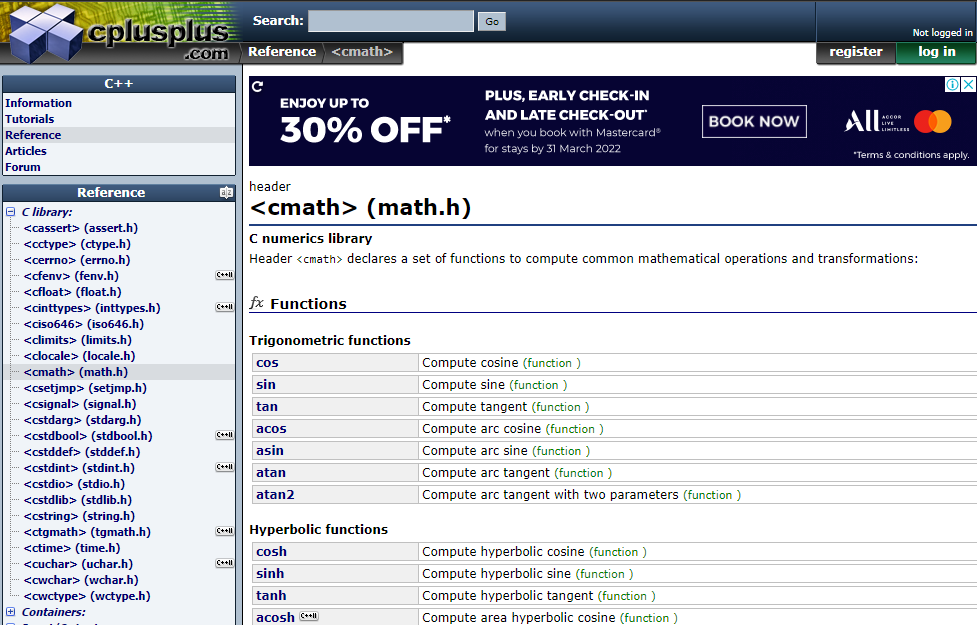 cplusplus
.com
Search:
Go
Not logged in
Reference
<cmath>
register
log in
C++
Information
Tutorials
Reference
Articles
Forum
Reference
C library:
<cassert> (assert.h)
<cctype> (ctype.h)
<cerrno> (errno.h)
<cfenv> (fenv.h) C++11
<cfloat> (float.h)
<cinttypes> (inttypes.h) C++11
<ciso646> (iso646.h)
<climits> (limits.h)
<clocale> (locale.h)
<cmath> (math.h)
<csetjmp> (setjmp.h)
<csignal> (signal.h)
<cstdarg> (stdarg.h)
<cstdbool> (stdbool.h) C++11
<cstddef> (stddef.h)
<cstdint> (stdint.h) C++11
<cstdio> (stdio.h)
<cstdlib> (stdlib.h)
<cstring> (string.h)
<ctgmath> (tgmath.h) C++11
<ctime> (time.h)
<cuchar> (uchar.h) C++11
<cwchar> (wchar.h)
<cwctype> (wctype.h)
Containers:
ENJOY UP TO
30% OFF*
PLUS, EARLY CHECK-IN
AND LATE CHECK-OUT*
when you book with Mastercard®
for stays by 31 March 2022
BOOK NOW
ALL ACCOR
LIVE
LIMITLESS
*Terms & conditions apply.
header
<cmath> (math.h)
C numerics library
Header <cmath> declares a set of functions to compute common mathematical operations and transformations:
fx Functions
Trigonometric functions
cos Compute cosine (function )
sin Compute sine (function )
tan Compute tangent (function )
acos Compute arc cosine (function )
asin Compute arc sine (function )
atan Compute arc tangent (function )
atan2 Compute arc tangent with two parameters (function )
Hyperbolic functions
cosh Compute hyperbolic cosine (function )
sinh Compute hyperbolic sine (function )
tanh Compute hyperbolic tangent (function )
acosh C++11 Compute area hyperbolic cosine (function )